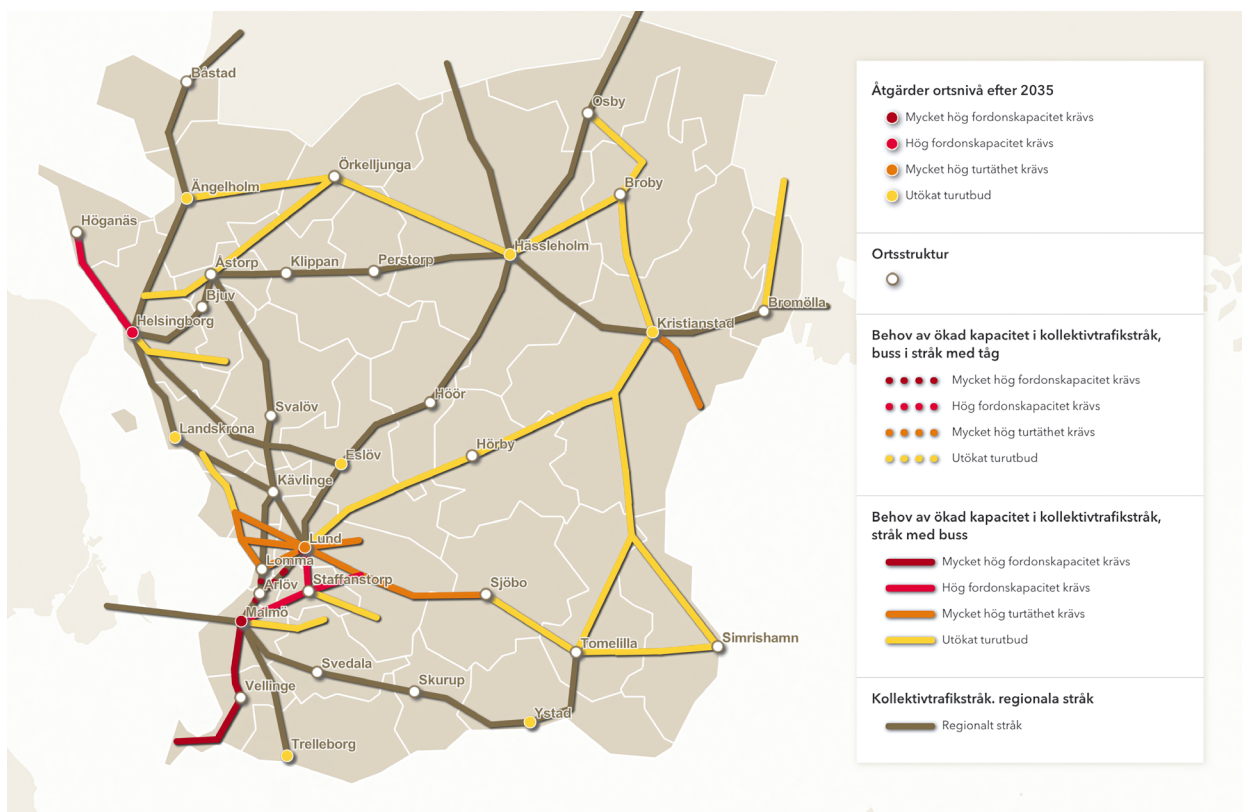 Båstad
Osby
Örkelljunga
Ängelholm
Broby
Höganäs
Hässleholm
Åstorp
Klippan
Perstorp
Bjuv
Bromölla
Helsingborg
Kristianstad
Höör
Svalöv
Landskrona
Hörby
Eslöv
Kävlinge
Lund
Lomma
Staffanstorp
Arlöv
Sjöbo
Malmö
Simrishamn
Tomelilla
Svedala
Skurup
Vellinge
Ystad
Trelleborg
Åtgärder ortsnivå efter 2035
Mycket hög fordonskapacitet krävs
Hög fordonskapacitet krävs
Mycket hög turtäthet krävs
Utökat turutbud
Ortsstruktur
Behov av ökad kapacitet i kollektivtrafikstråk,
buss i stråk med tåg
Mycket hög fordonskapacitet krävs
Hög fordonskapacitet krävs
Mycket hög turtäthet krävs
Utökat turutbud
Behov av ökad kapacitet i kollektivtrafikstråk,
stråk med buss
Mycket hög fordonskapacitet krävs
Hög fordonskapacitet krävs
Mycket hög turtäthet krävs
Utökat turutbud
Kollektivtrafikstråk. regionala stråk
Regionalt stråk